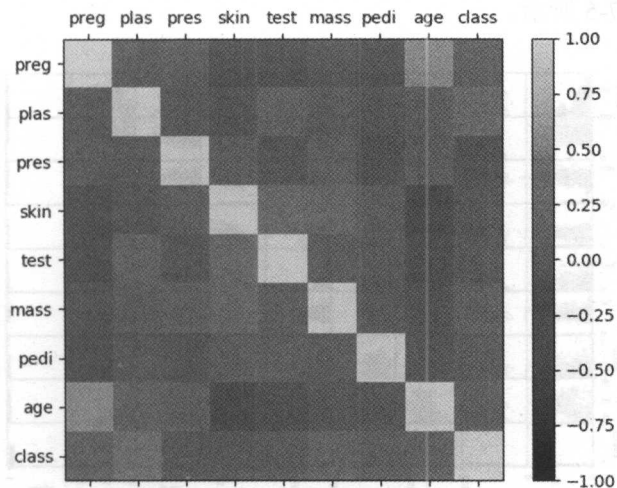 preg plas pres skin test mass pedi age class
preg
plas
pres
skin
test
mass
pedi
age
class
1.00
0.75
0.50
0.25
0.00
−0.25
−0.50
−0.75
−1.00